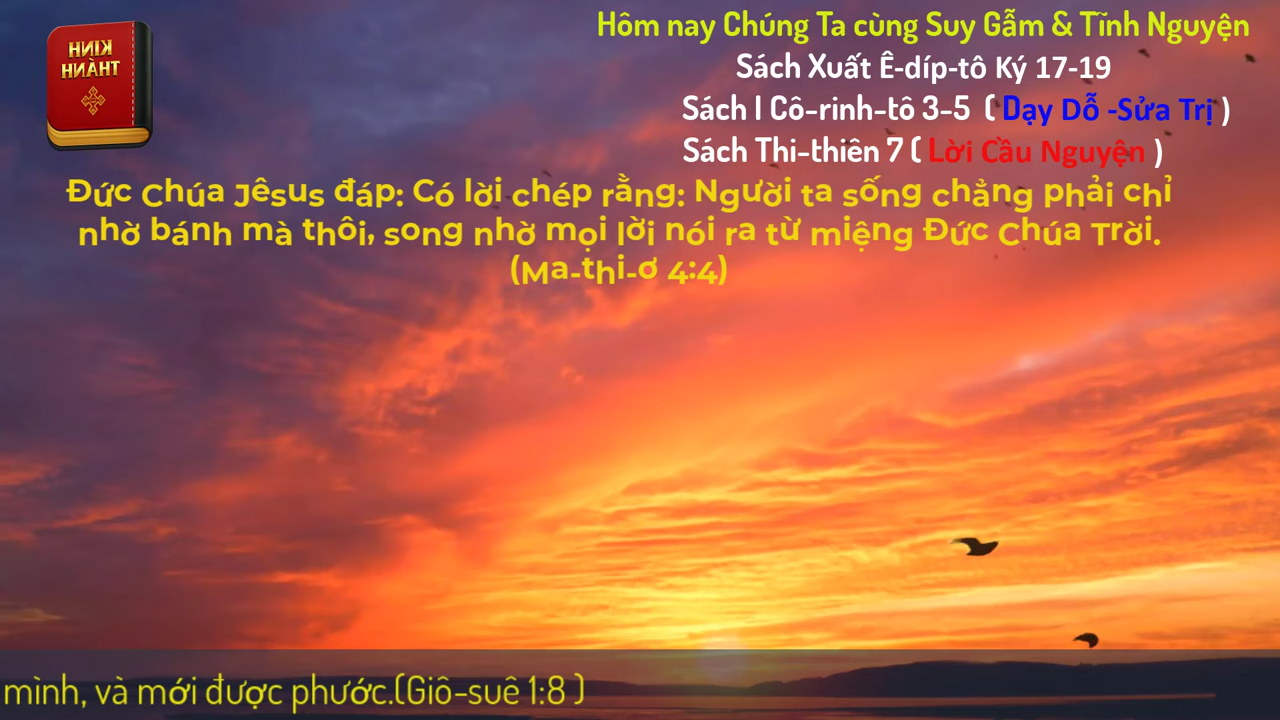 KINH
THÀNH
Hôm nay Chúng Ta cùng Suy Gẫm & Tĩnh Nguyện
Sách Xuất Ê-díp-tô Ký 17-19
Sách I Cô-rinh-tô 3-5 ( Dạy Dỗ -Sửa Trị )
Sách Thi-thiên 7 ( Lời Cầu Nguyện )
Đức Chúa Jêsus đáp: Có lời chép rằng: Người ta sống chẳng phải chỉ
nhờ bánh mà thôi, song nhờ mọi lời nói ra từ miệng Đức Chúa Trời.
(Ma-thi-ơ 4:4)
mình, và mới được phước.(Giô-suê 1:8 )